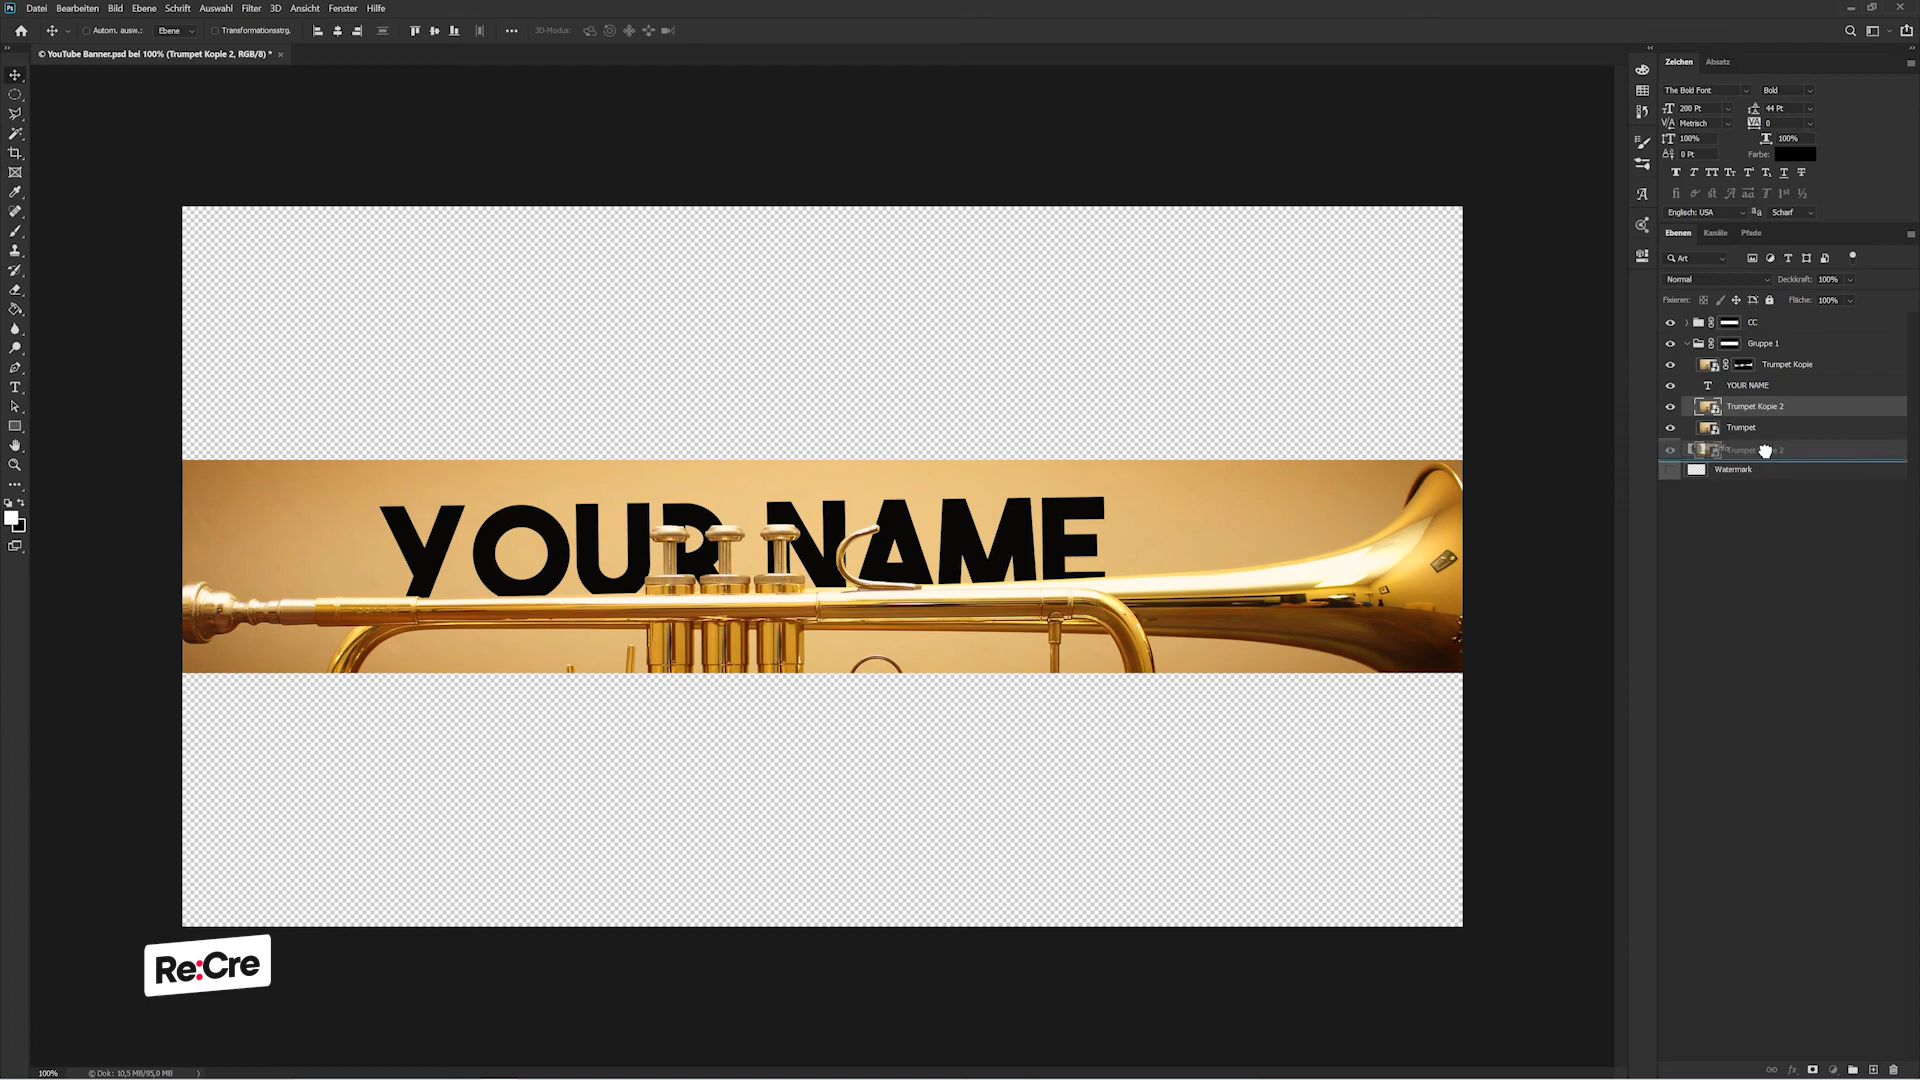 Ps Datei Bearbeiten Bild Ebene Schrift Auswahl Filter 3D Ansicht Fenster Hilfe
Autom. ausw.: Ebene Transformationsstrg. 3D-Modus:
© YouTube Banner.psd bei 100% (Trumpet Kopie 2, RGB/8) *
Zeichen Absatz
The Bold Font Bold
200 Pt 44 Pt
Metrisch 0
100% 100%
0 Pt Farbe:
Englisch: USA Scharf
Ebenen Kanäle Pfade
Art
Normal Deckkraft: 100%
Fixieren: Fläche: 100%
CC
Gruppe 1
Trumpet Kopie
YOUR NAME
Trumpet Kopie 2
Trumpet
Watermark
YOUR NAME
Re:Cre
100% © Dok: 10,5 MB/95,0 MB